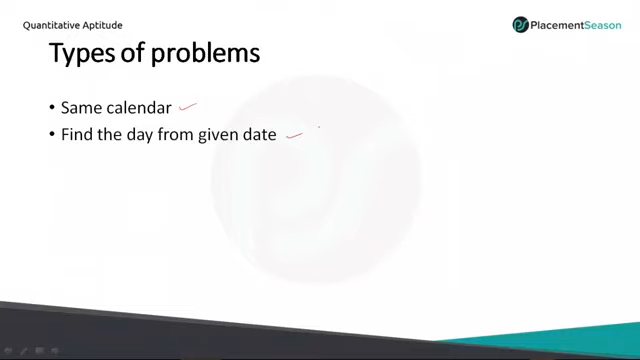 Quantitative Aptitude
PlacementSeason
Types of problems
• Same calendar
• Find the day from given date